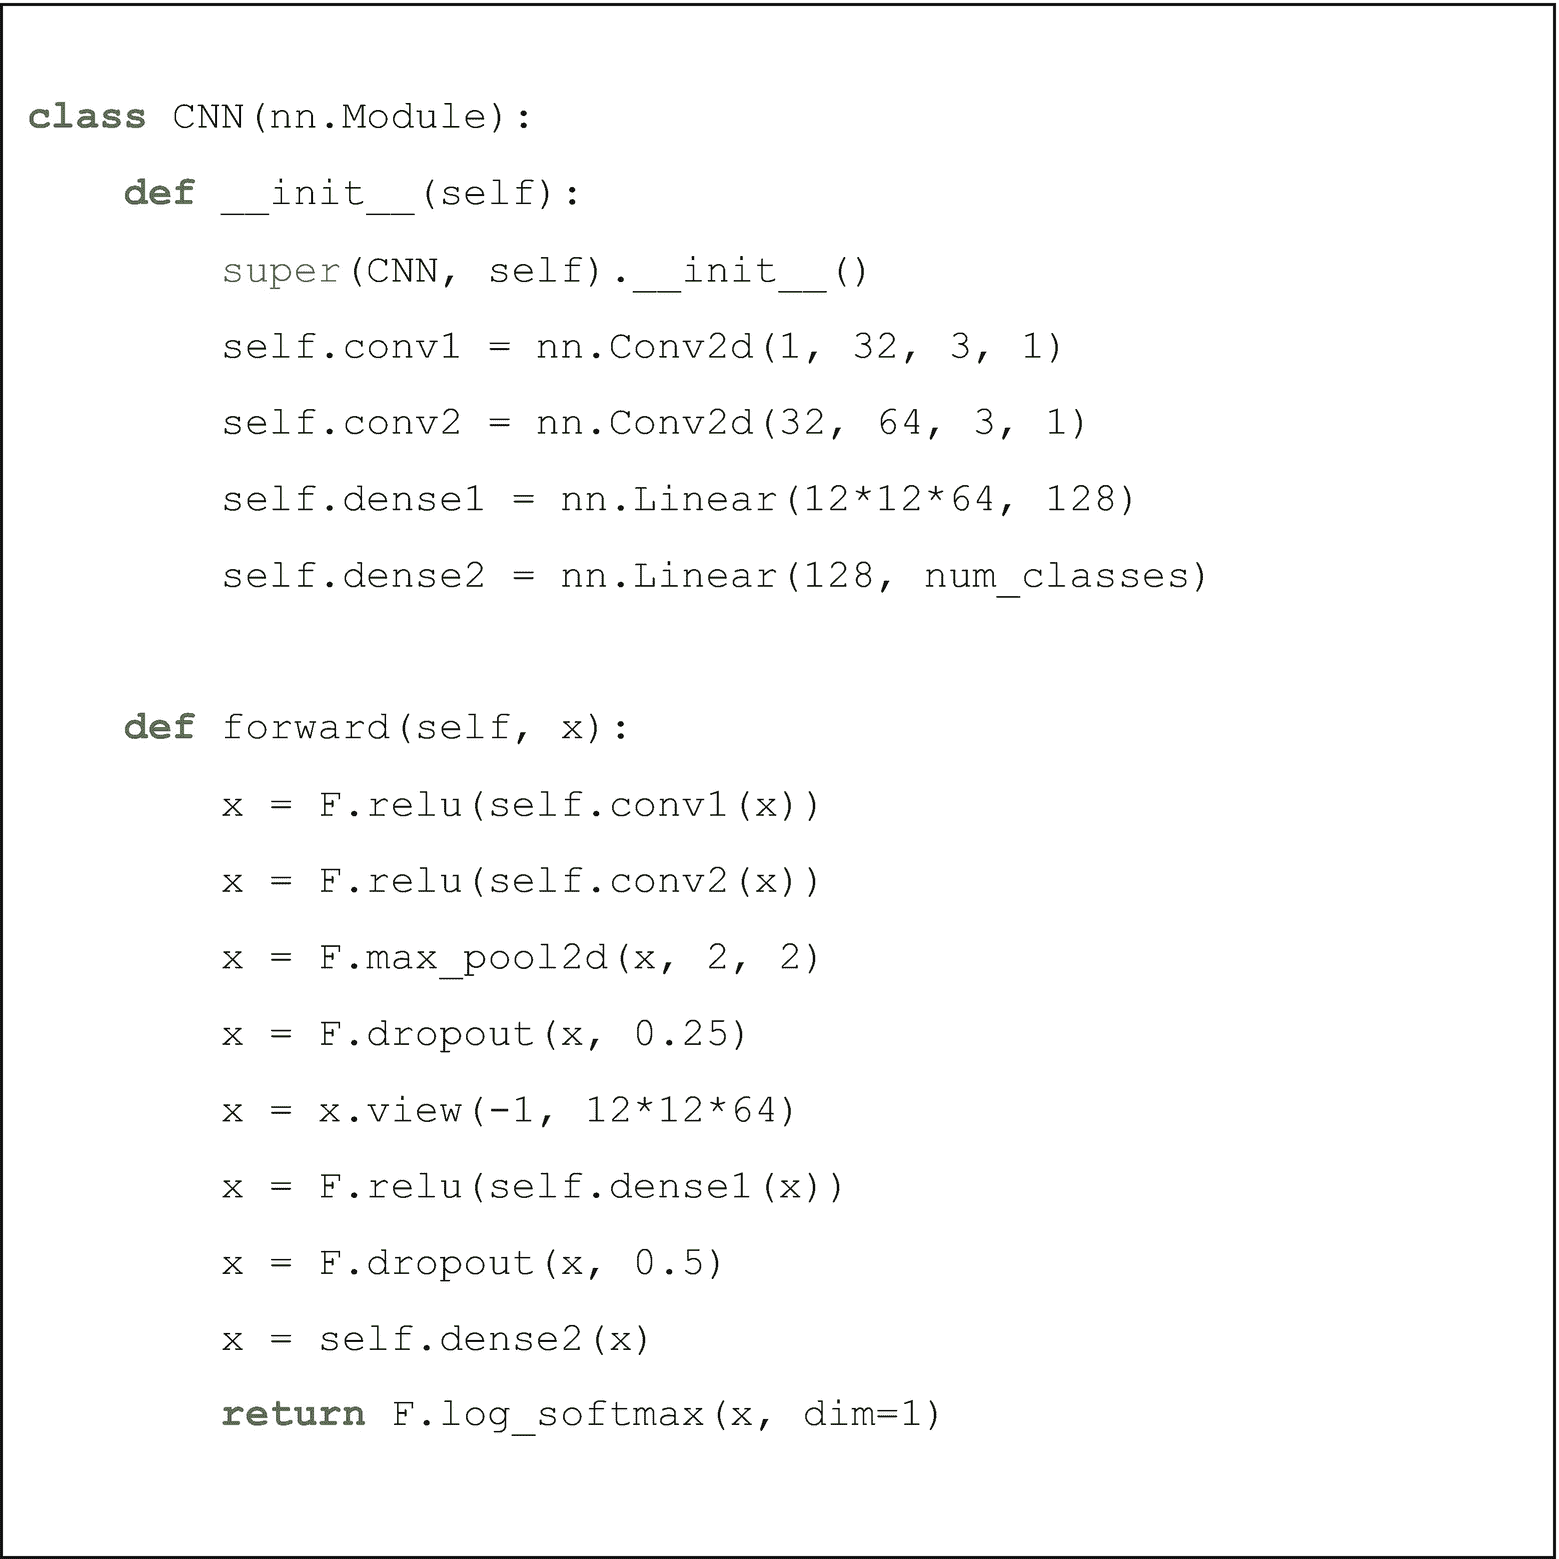 class CNN(nn.Module):
    def __init__(self):
        super(CNN, self).__init__()
        self.conv1 = nn.Conv2d(1, 32, 3, 1)
        self.conv2 = nn.Conv2d(32, 64, 3, 1)
        self.dense1 = nn.Linear(12*12*64, 128)
        self.dense2 = nn.Linear(128, num_classes)

    def forward(self, x):
        x = F.relu(self.conv1(x))
        x = F.relu(self.conv2(x))
        x = F.max_pool2d(x, 2, 2)
        x = F.dropout(x, 0.25)
        x = x.view(-1, 12*12*64)
        x = F.relu(self.dense1(x))
        x = F.dropout(x, 0.5)
        x = self.dense2(x)
        return F.log_softmax(x, dim=1)